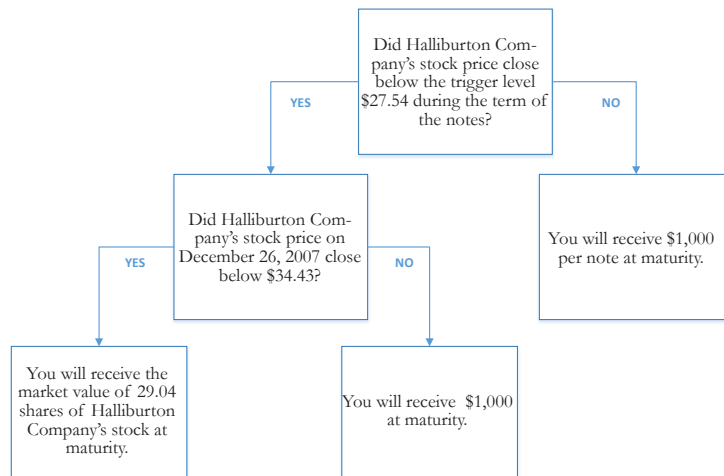 Did Halliburton Com-
pany's stock price close
below the trigger level
$27.54 during the term of
the notes?
YES
NO
Did Halliburton Com-
pany's stock price on
December 26, 2007 close
below $34.43?
You will receive $1,000
per note at maturity.
YES
NO
You will receive the
market value of 29.04
shares of Halliburton
Company's stock at
maturity.
You will receive $1,000
at maturity.